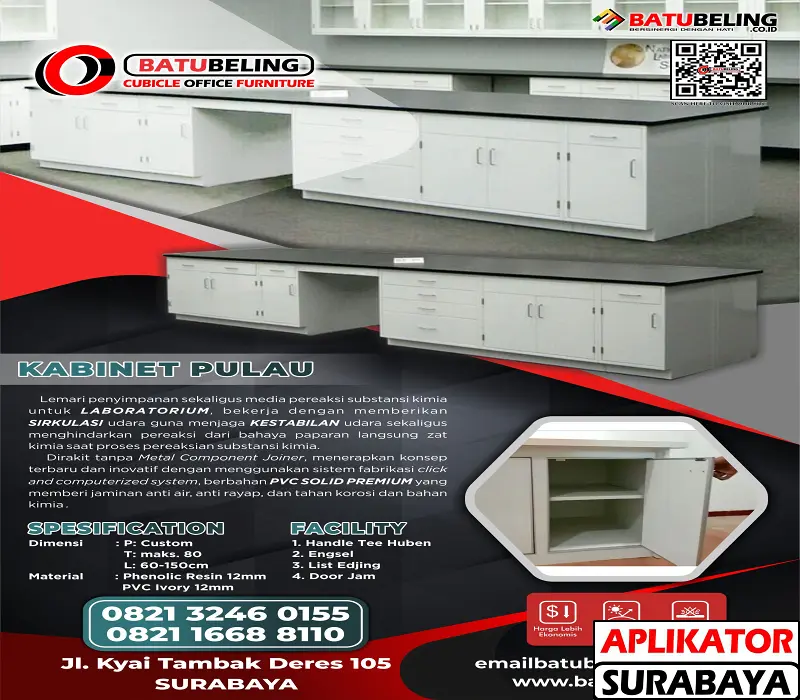 BATUBELING
CUBICLE OFFICE FURNITURE
BATUBELING
.CO.ID
BERSINERGI DENGAN HATI
BATUBELING
KABINET PULAU
Lemari penyimpanan sekaligus media pereaksi substansi kimia
untuk LABORATORIUM, bekerja dengan memberikan
SIRKULASI udara guna menjaga KESTABILAN udara sekaligus
menghindarkan pereaksi dari bahaya paparan langsung zat
kimia saat proses pereaksian substansi kimia.
Dirakit tanpa Metal Component Joiner, menerapkan konsep
terbaru dan inovatif dengan menggunakan sistem fabrikasi click
and computerized system, berbahan PVC SOLID PREMIUM yang
memberi jaminan anti air, anti rayap, dan tahan korosi dan bahan
kimia.
SPESIFICATION
Dimensi : P: Custom
T: maks. 80
L: 60-150cm
Material : Phenolic Resin 12mm
PVC Ivory 12mm
FACILITY
1. Handle Tee Huben
2. Engsel
3. List Edjing
4. Door Jam
0821 3246 0155
0821 1668 8110
Jl. Kyai Tambak Deres 105
SURABAYA
Harga Lebih
Ekonomis
emailbatub
www.ba
APLIKATOR
SURABAYA